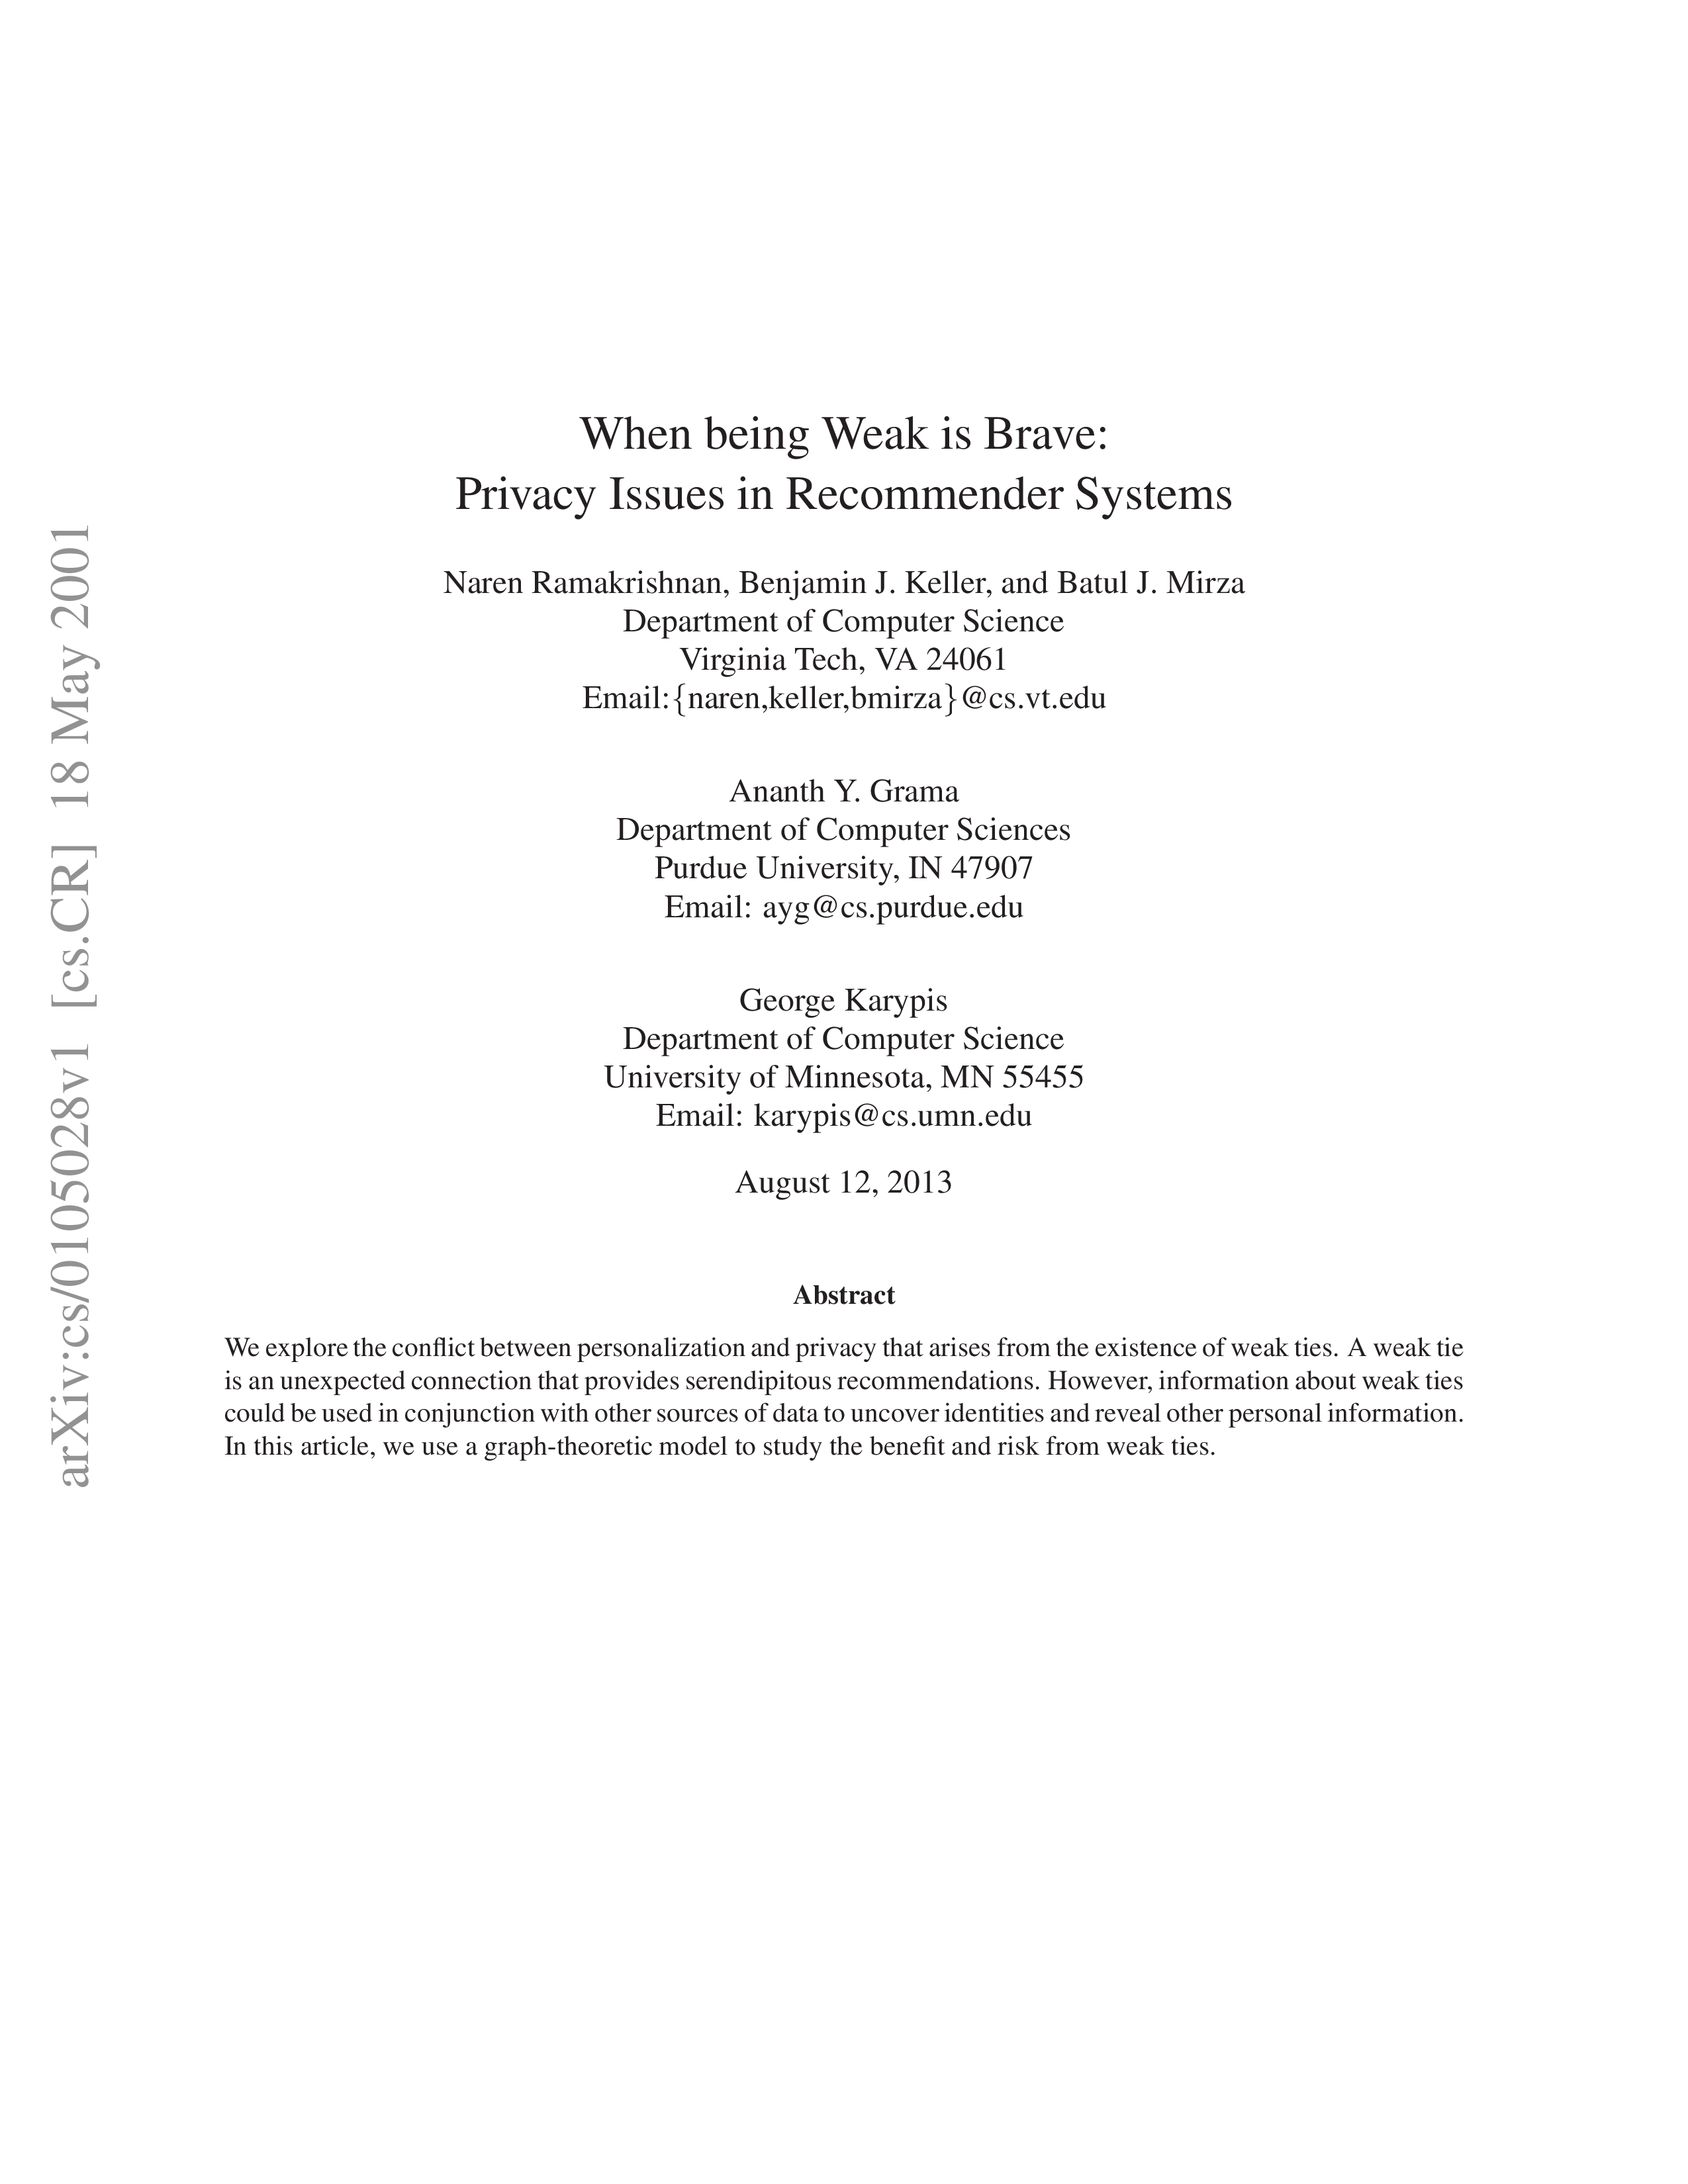 When being Weak is Brave:
Privacy Issues in Recommender Systems
Naren Ramakrishnan, Benjamin J. Keller, and Batul J. Mirza
Department of Computer Science
Virginia Tech, VA 24061
Email:{naren,keller,bmirza}@cs.vt.edu
Ananth Y. Grama
Department of Computer Sciences
Purdue University, IN 47907
Email: ayg@cs.purdue.edu
George Karypis
Department of Computer Science
University of Minnesota, MN 55455
Email: karypis@cs.umn.edu
August 12, 2013
Abstract
We explore the conflict between personalization and privacy that arises from the existence of weak ties. A weak tie
is an unexpected connection that provides serendipitous recommendations. However, information about weak ties
could be used in conjunction with other sources of data to uncover identities and reveal other personal information.
In this article, we use a graph-theoretic model to study the benefit and risk from weak ties.
arXiv:cs/0105028v1 [cs.CR] 18 May 2001